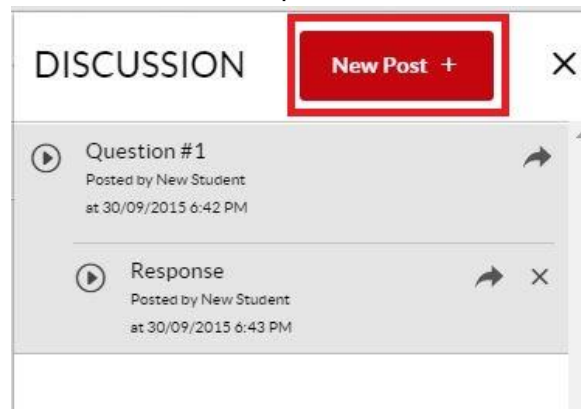 DISCUSSION New Post +
Question #1
Posted by New Student
at 30/09/2015 6:42 PM
Response
Posted by New Student
at 30/09/2015 6:43 PM